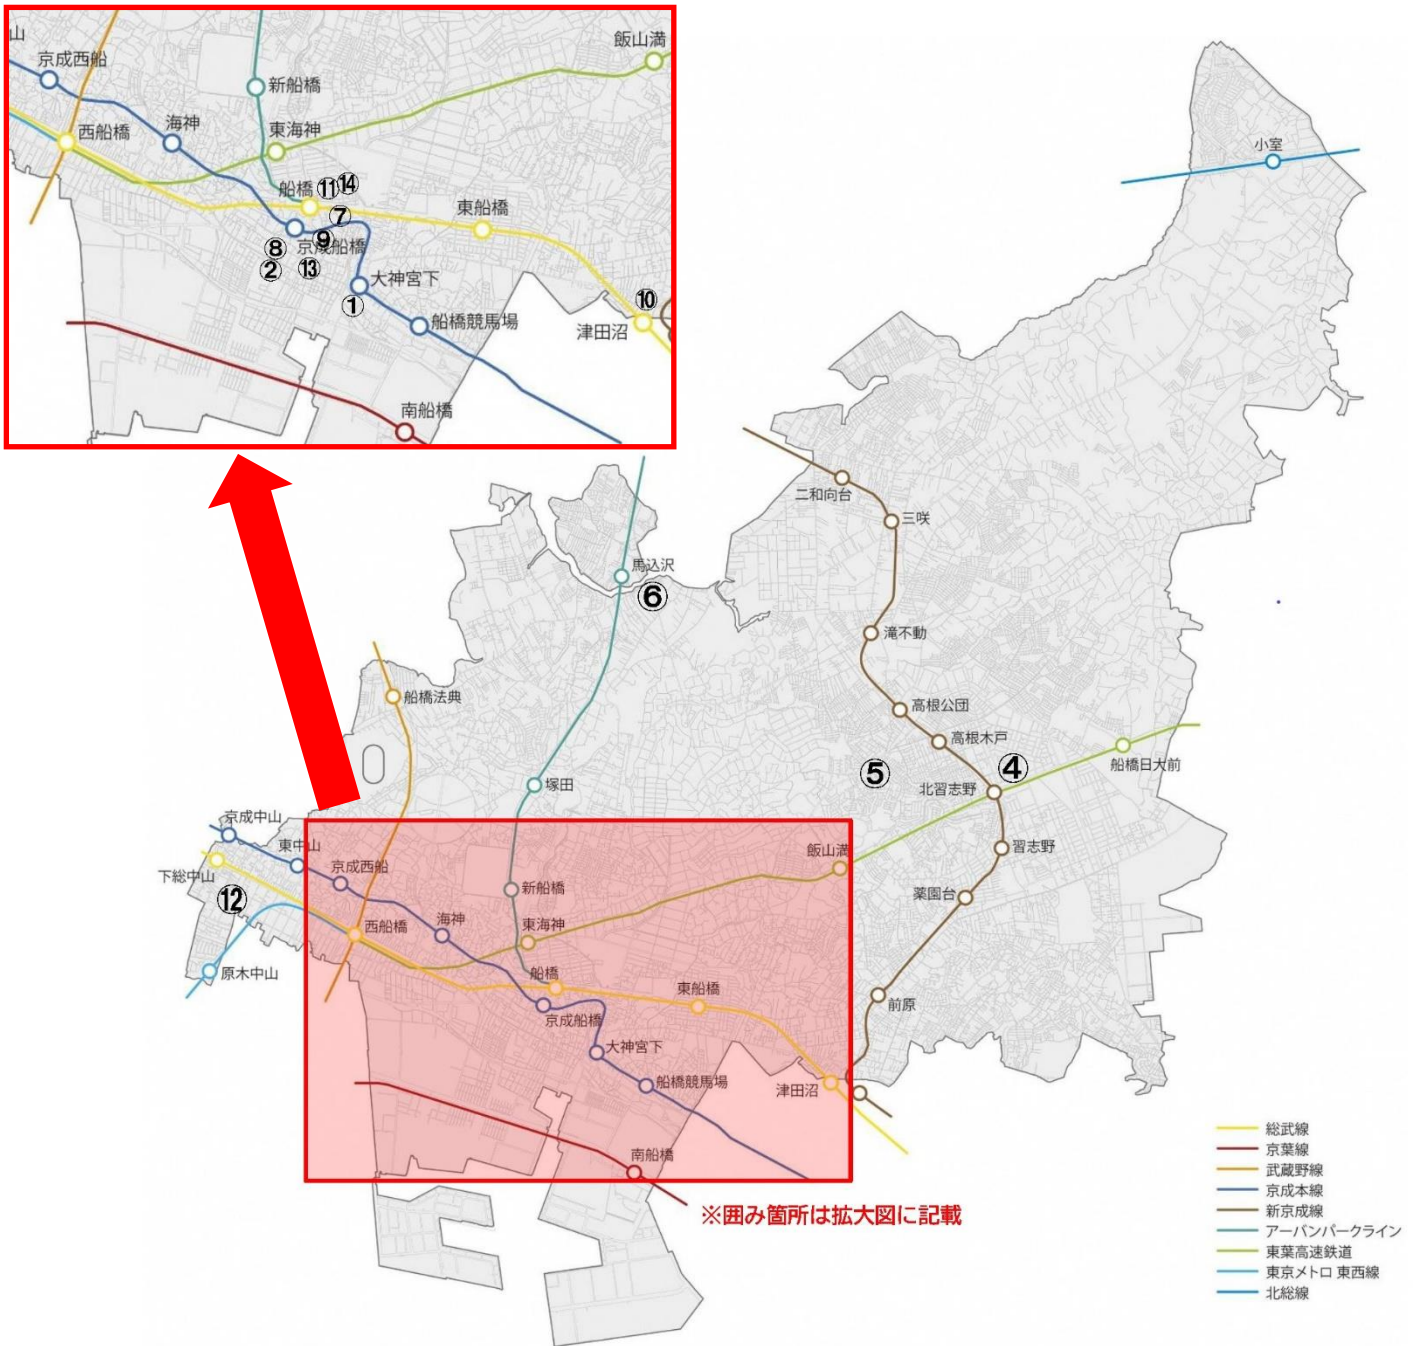 山
京成西船
飯山満
新船橋
西船橋
海神
東海神
船橋
⑪
⑭
⑦
東船橋
⑧
⑨
京成船橋
②
⑬
大神宮下
①
⑩
船橋競馬場
津田沼
南船橋
小室
二和向台
三咲
馬込沢
⑥
滝不動
船橋法典
高根公団
高根木戸
⑤
④
船橋日大前
北習志野
塚田
京成中山
東中山
習志野
飯山満
下総中山
京成西船
⑫
新船橋
薬園台
海神
西船橋
東海神
原木中山
船橋
東船橋
前原
京成船橋
大神宮下
船橋競馬場
津田沼
南船橋
※囲み箇所は拡大図に記載
総武線
京葉線
武蔵野線
京成本線
新京成線
アーバンパークライン
東葉高速鉄道
東京メトロ 東西線
北総線